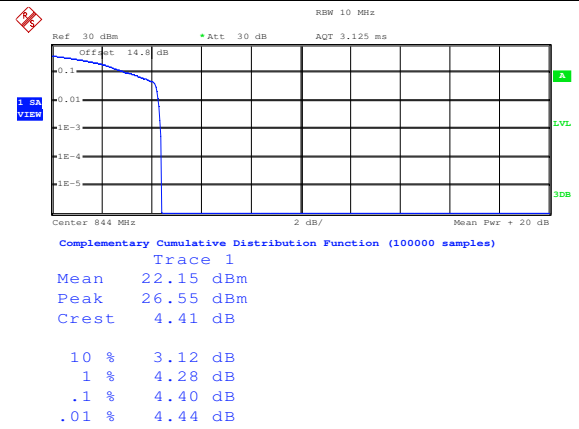 RBW 10 MHz
Ref 30 dBm *Att 30 dB AQT 3.125 ms
Offset 14.8 dB
0.1
A
1 SA
VIEW
0.01
LVL
1E-3
1E-4
1E-5
3DB
Center 844 MHz 2 dB/ Mean Pwr + 20 dB
Complementary Cumulative Distribution Function (100000 samples)
Trace 1
Mean 22.15 dBm
Peak 26.55 dBm
Crest 4.41 dB
10 % 3.12 dB
1 % 4.28 dB
.1 % 4.40 dB
.01 % 4.44 dB